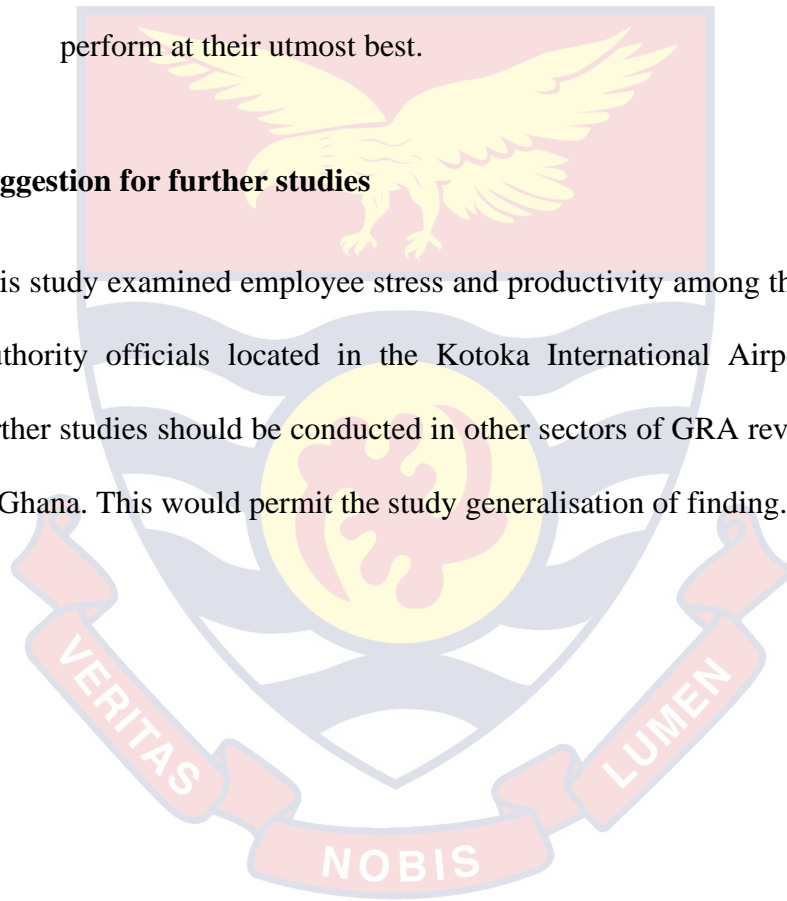 perform at their utmost best.
ggestion for further studies
is study examined employee stress and productivity among th
thority officials located in the Kotoka International Airp
rther studies should be conducted in other sectors of GRA rev
Ghana. This would permit the study generalisation of finding.
VERITAS
NOBIS
LUMEN